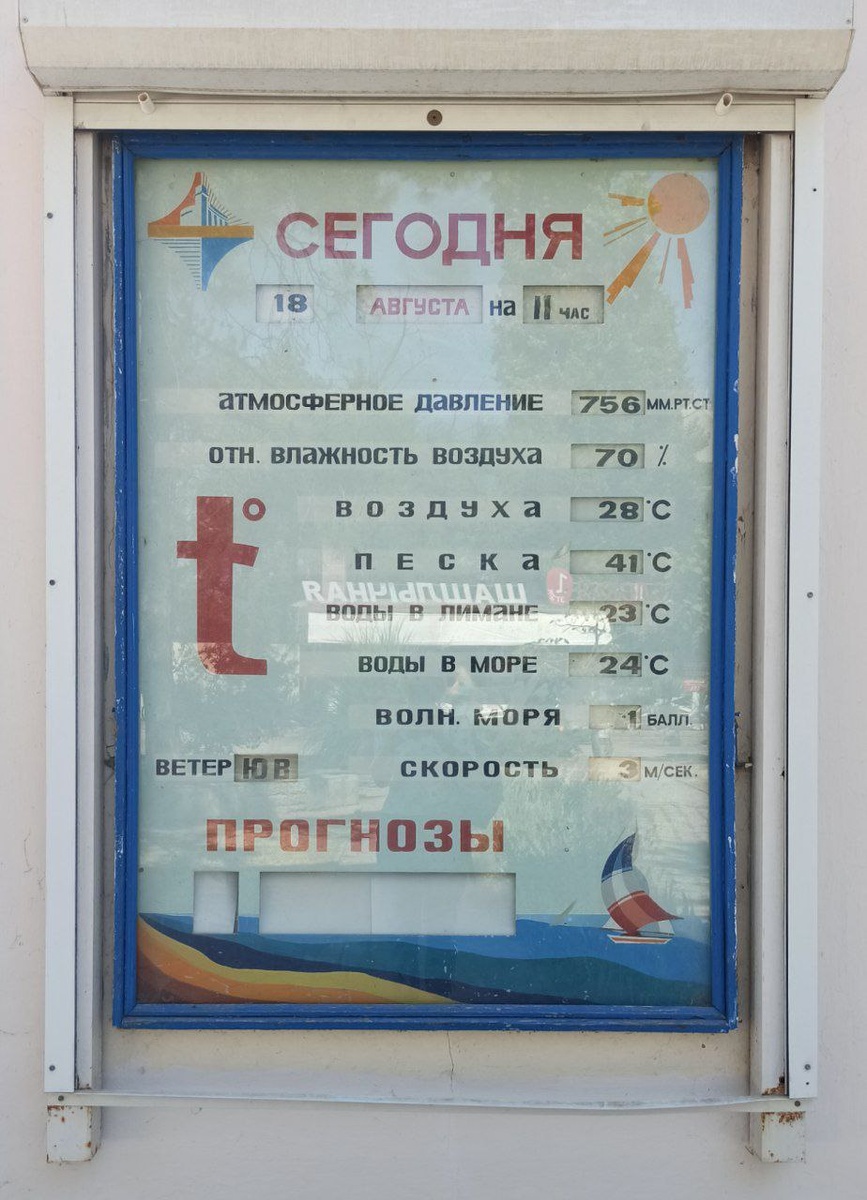 СЕГОДНЯ
18 АВГУСТА на 11 ЧАС
АТМОСФЕРНОЕ ДАВЛЕНИЕ 756 ММ.РТ.СТ
ОТН. ВЛАЖНОСТЬ ВОЗДУХА 70 %
t°
ВОЗДУХА 28°С
ПЕСКА 41°С
ШАШЛЫЧНАЯ
ВОДЫ В ЛИМАНЕ 23°С
ВОДЫ В МОРЕ 24°С
ВОЛН. МОРЯ 1 БАЛЛ.
ВЕТЕР ЮВ СКОРОСТЬ 3 М/СЕК.
ПРОГНОЗЫ